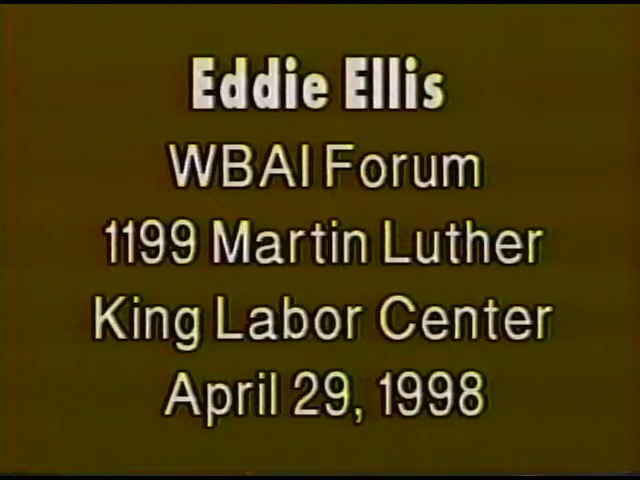 Eddie Ellis
WBAI Forum
1199 Martin Luther
King Labor Center
April 29, 1998